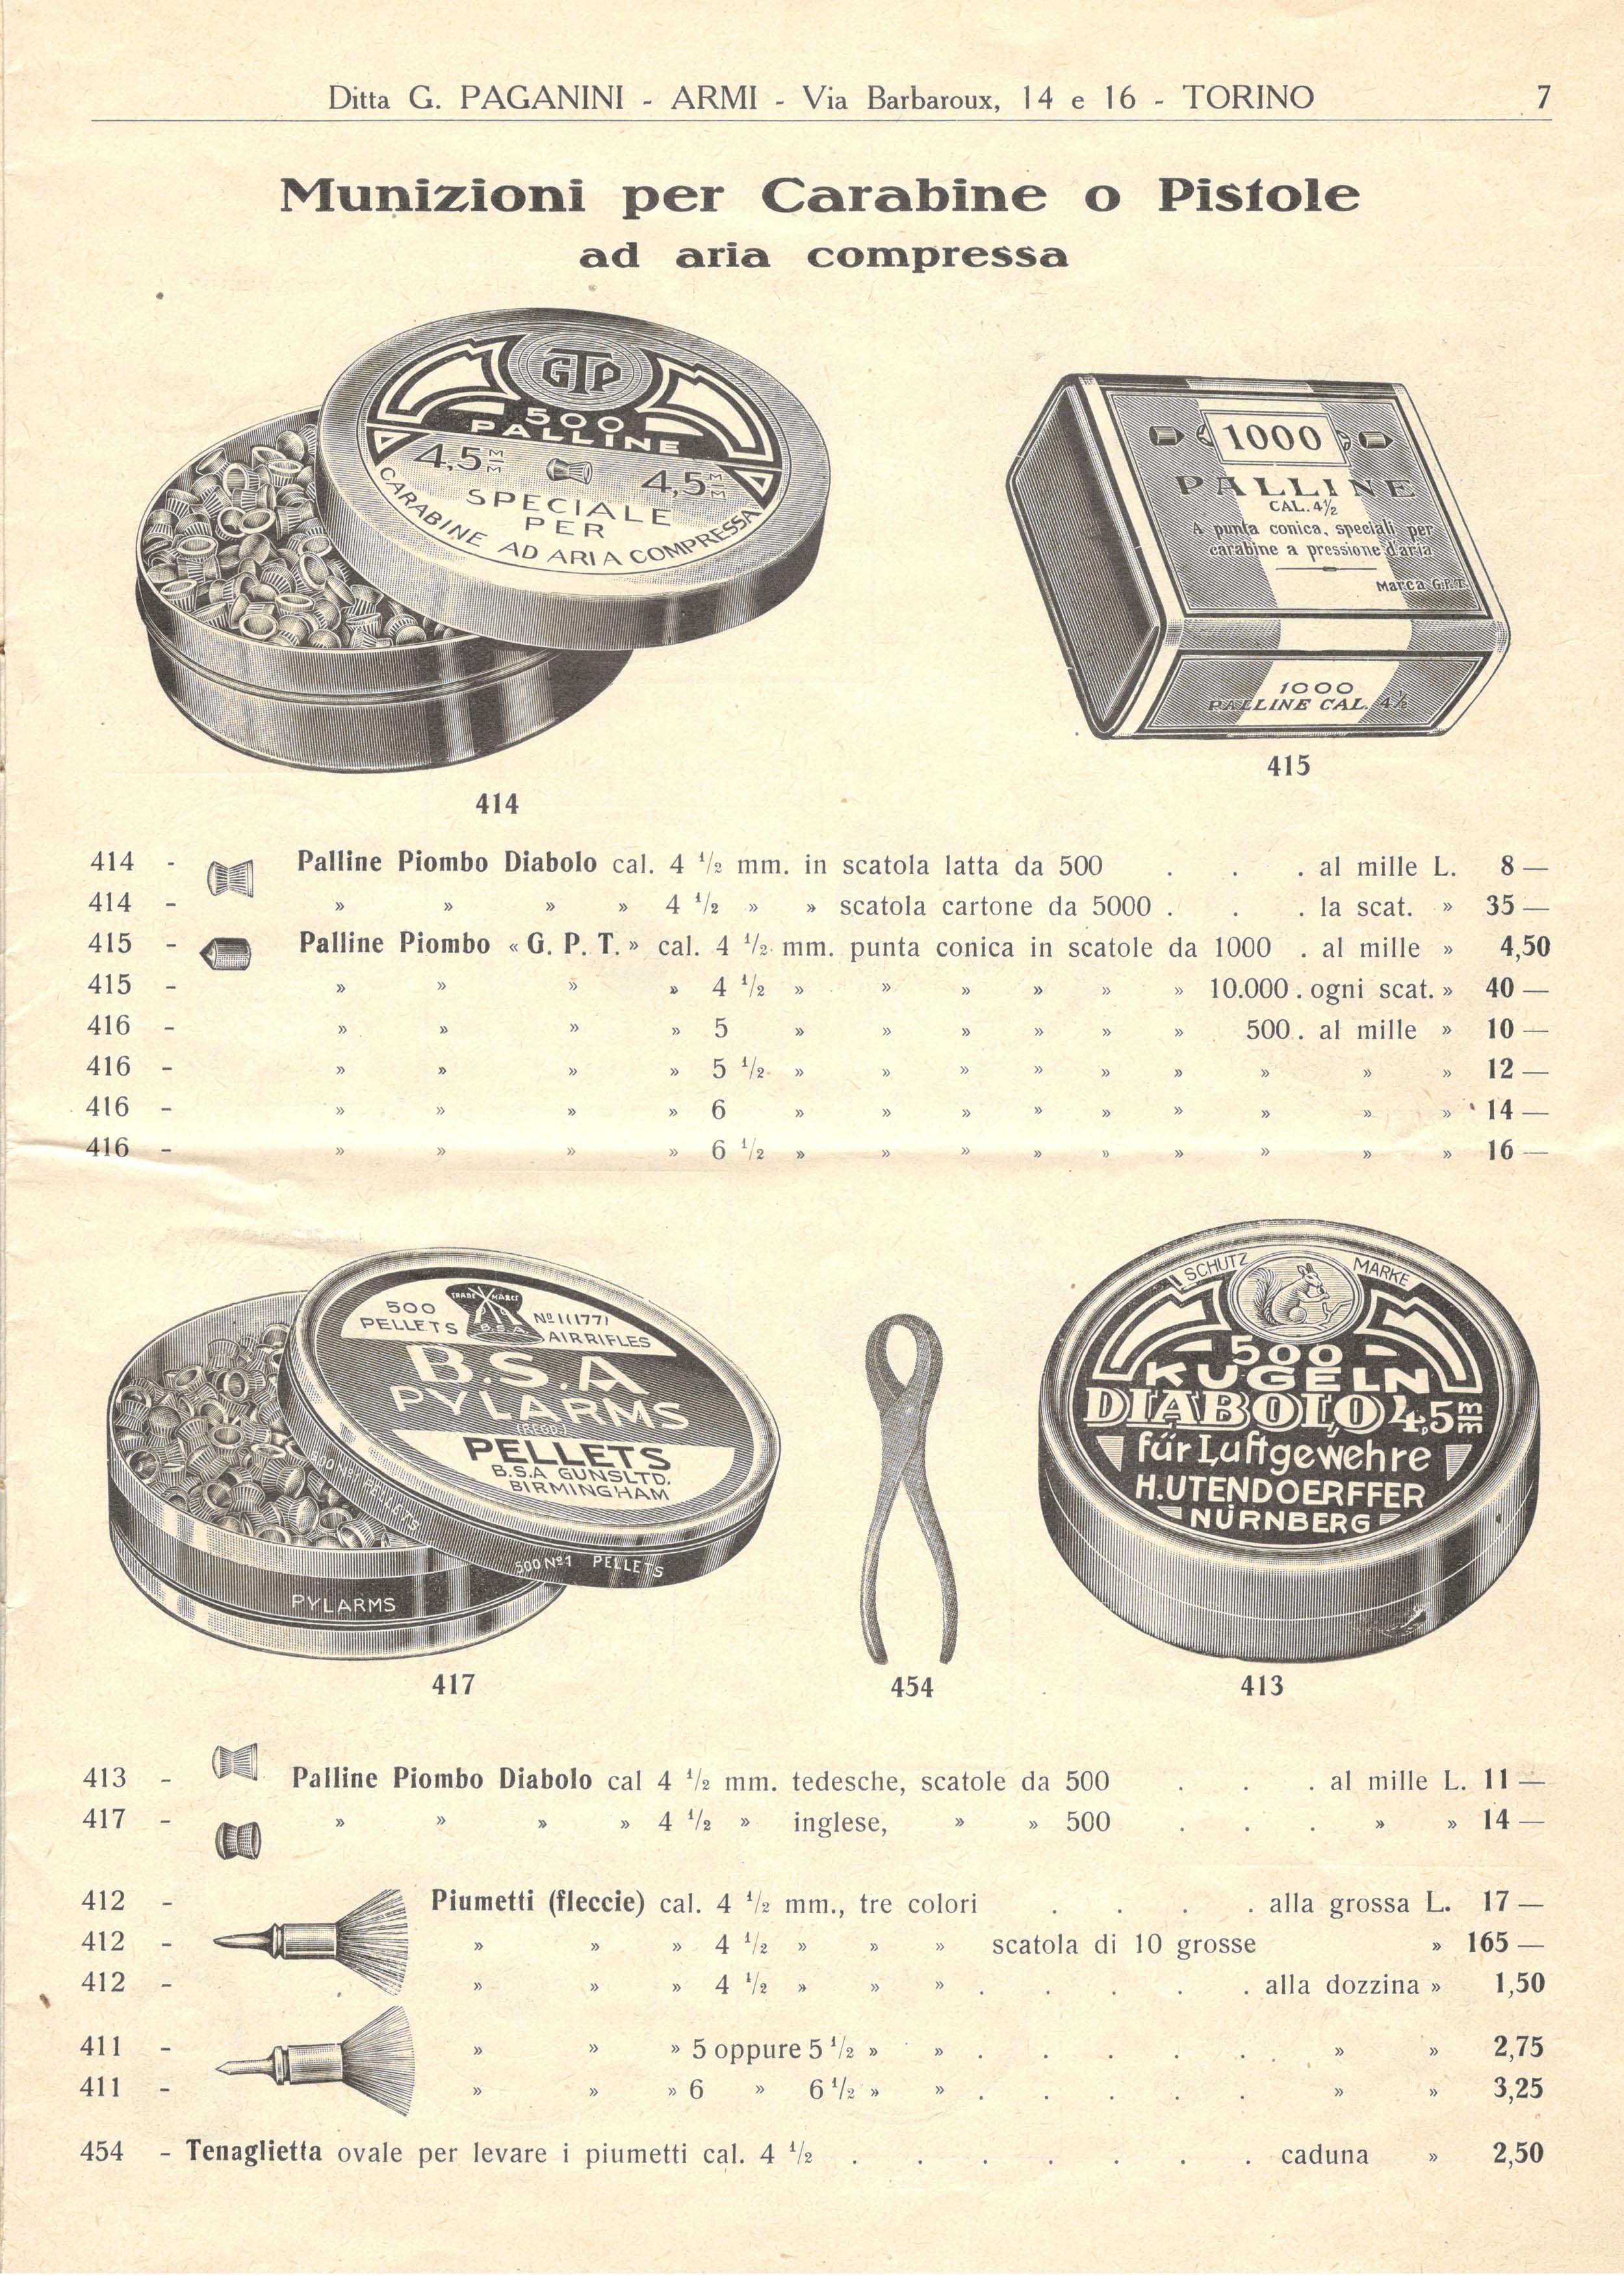 Ditta G. PAGANINI - ARMI - Via Barbaroux, 14 e 16 - TORINO 7
Munizioni per Carabine o Pistole
ad aria compressa
GTP
500
PALLINE
4,5 m/m 4,5 m/m
SPECIALE
PER
CARABINE AD ARIA COMPRESSA
1000
PALLINE
CAL. 4½
A punta conica, speciali per
carabine a pressione d'aria
Marca G.P.T.
1000
PALLINE CAL. 4½
415
414
414 - Palline Piombo Diabolo cal. 4 ½ mm. in scatola latta da 500 . . . al mille L. 8 —
414 - » » » » 4 ½ » » scatola cartone da 5000 . . . la scat. » 35 —
415 - Palline Piombo « G. P. T. » cal. 4 ½ mm. punta conica in scatole da 1000 . al mille » 4,50
415 - » » » » 4 ½ » » » » » » 10.000 . ogni scat. » 40 —
416 - » » » » 5 » » » » » » 500 . al mille » 10 —
416 - » » » » 5 ½ » » » » » » » » » 12 —
416 - » » » » 6 » » » » » » » » » 14 —
416 - » » » » 6 ½ » » » » » » » » » 16 —
500
PELLETS
TRADE MARK
B.S.A.
Nº 1 (177)
AIR RIFLES
B.S.A
PYLARMS
(REGD.)
PELLETS
B.S.A GUNS LTD.
BIRMINGHAM
500 Nº 1 PELLETS
500 Nº 1 PELLETS
PYLARMS
SCHUTZ MARKE
500
KUGELN
DIABOLO 4,5 m/m
für Luftgewehre
H. UTENDOERFFER
NÜRNBERG
417
454
413
413 - Palline Piombo Diabolo cal 4 ½ mm. tedesche, scatole da 500 . . . al mille L. 11 —
417 - » » » » 4 ½ » inglese, » » 500 . . . » » 14 —
412 - Piumetti (fleccie) cal. 4 ½ mm., tre colori . . . . alla grossa L. 17 —
412 - » » » 4 ½ » » » scatola di 10 grosse » 165 —
412 - » » » 4 ½ » » » . . . . . alla dozzina » 1,50
411 - » » » 5 oppure 5 ½ » » . . . . . . » » 2,75
411 - » » » 6 » 6 ½ » » . . . . . » » 3,25
454 - Tenaglietta ovale per levare i piumetti cal. 4 ½ . . . . . . . caduna » 2,50